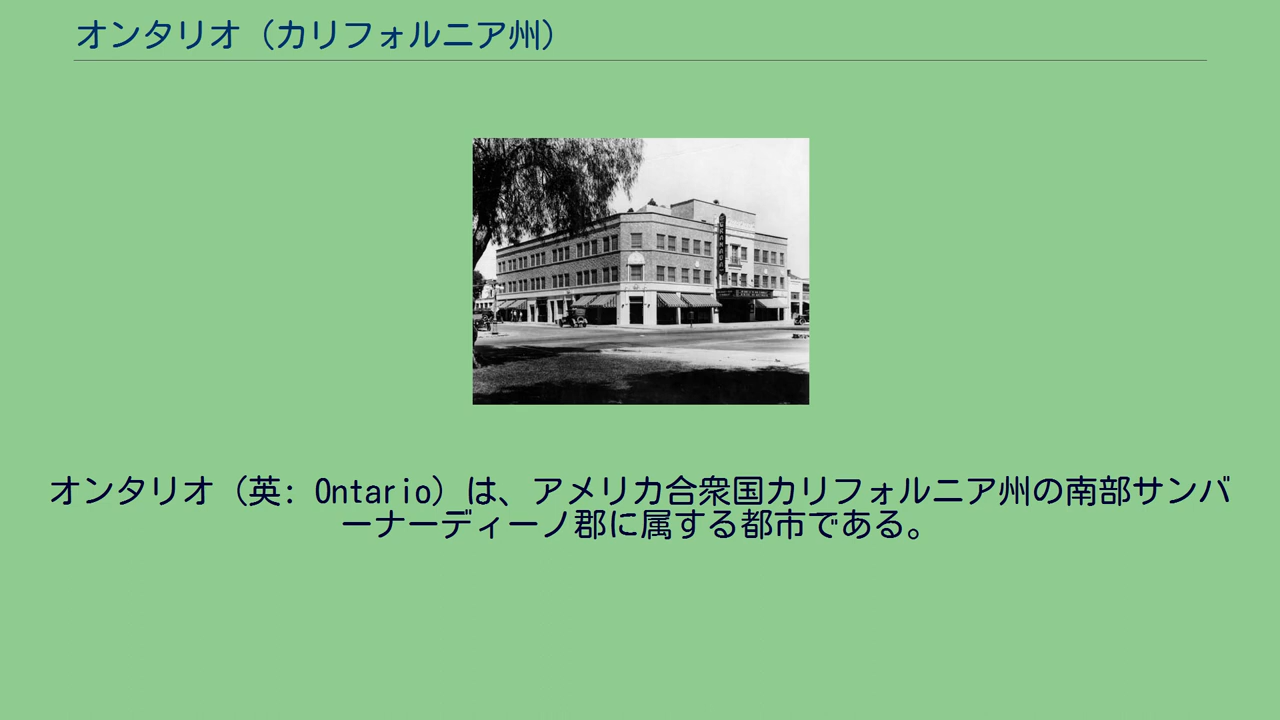 オンタリオ（カリフォルニア州）
GRANADA
オンタリオ（英: Ontario）は、アメリカ合衆国カリフォルニア州の南部サンバ
ーナーディーノ郡に属する都市である。